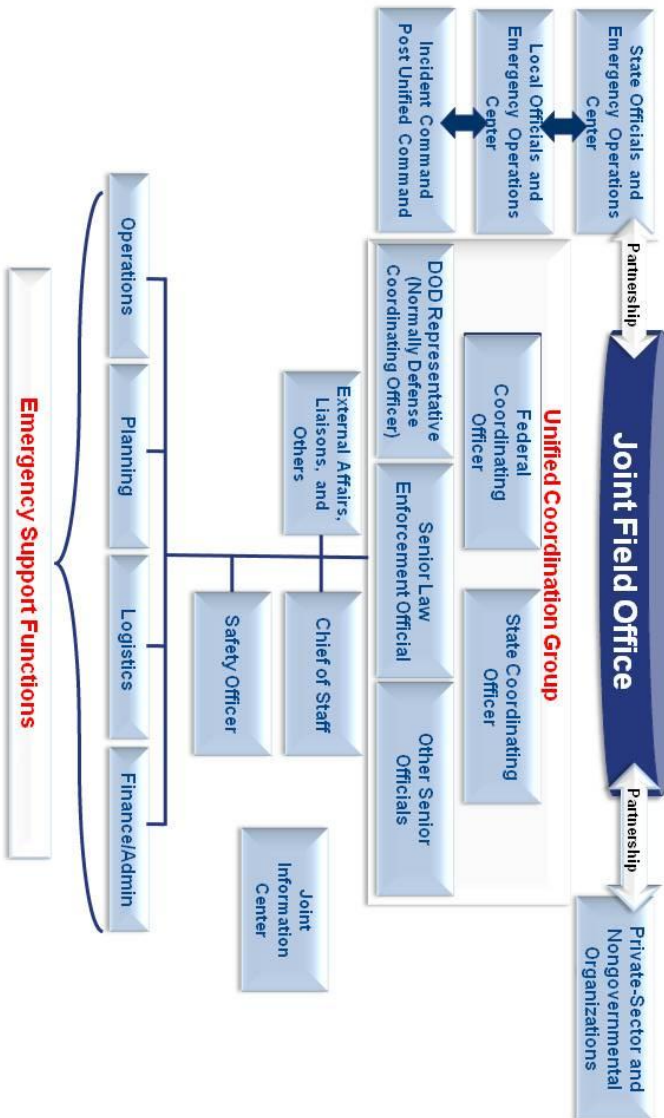 Joint Field Office
Partnership
Partnership
State Officials and
Emergency Operations
Center
Local Officials and
Emergency Operations
Center
Incident Command
Post Unified Command
Private-Sector and
Nongovernmental
Organizations
Unified Coordination Group
Federal
Coordinating
Officer
State Coordinating
Officer
DOD Representative
(Normally Defense
Coordinating Officer)
Senior Law
Enforcement Official
Other Senior
Officials
External Affairs,
Liaisons, and
Others
Chief of Staff
Safety Officer
Joint
Information
Center
Operations
Planning
Logistics
Finance/Admin
Emergency Support Functions